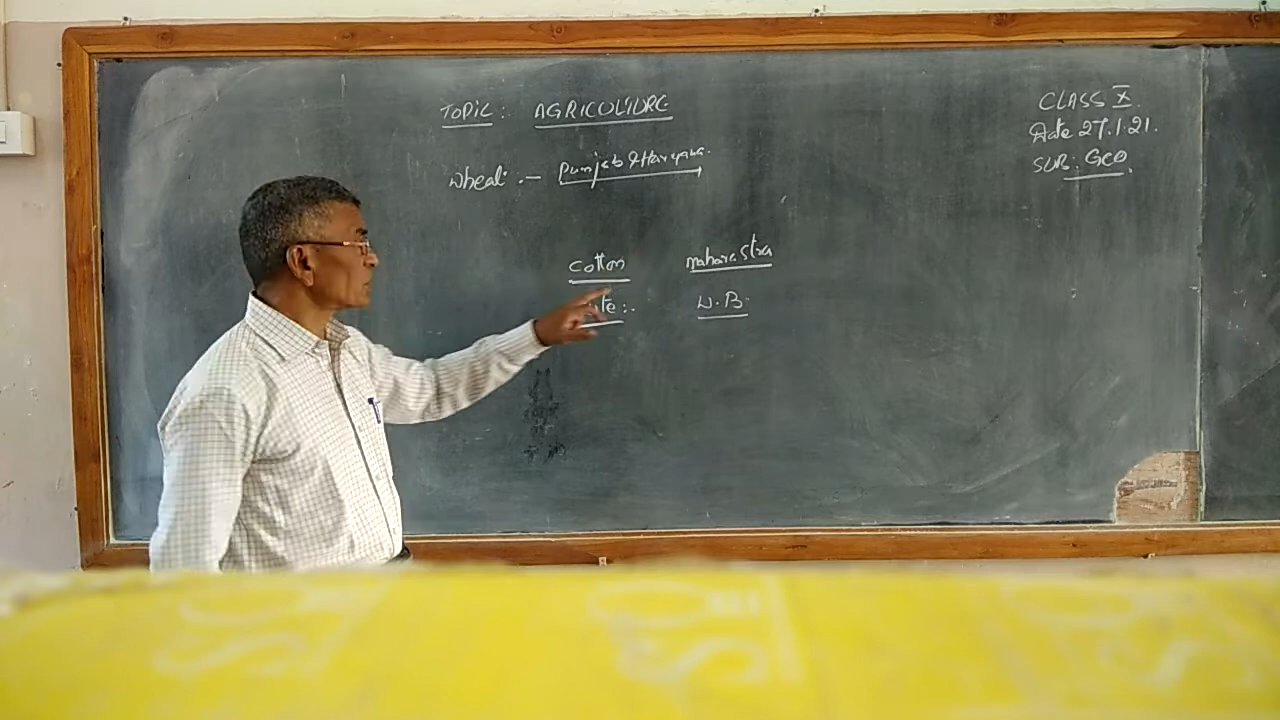 TOPIC: AGRICULTURE
CLASS X.
Date 27.1.21.
SUB: GEO.
Wheat :- Punjab & Haryana.
Cotton Maharastra
W.B.